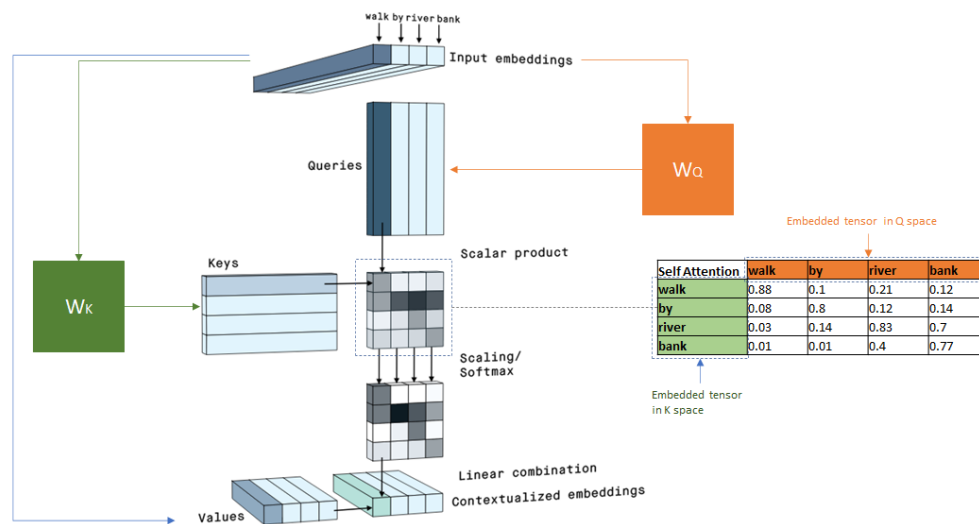 walk by river bank
Input embeddings
Queries
WQ
Embedded tensor in Q space
Scalar product
Keys
WK
Self Attention walk by river bank
walk 0.88 0.1 0.21 0.12
by 0.08 0.8 0.12 0.14
river 0.03 0.14 0.83 0.7
bank 0.01 0.01 0.4 0.77
Scaling/
Softmax
Embedded tensor
in K space
Linear combination
Contextualized embeddings
Values